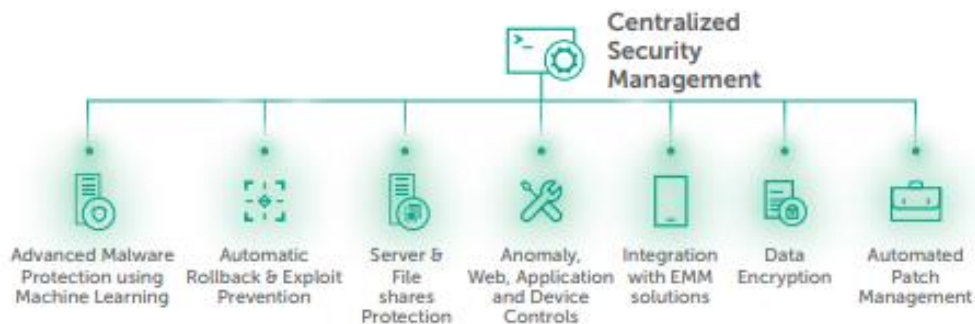 >_
Centralized
Security
Management
Advanced Malware
Protection using
Machine Learning
Automatic
Rollback & Exploit
Prevention
Server &
File
shares
Protection
Anomaly,
Web, Application
and Device
Controls
Integration
with EMM
solutions
Data
Encryption
Automated
Patch
Management